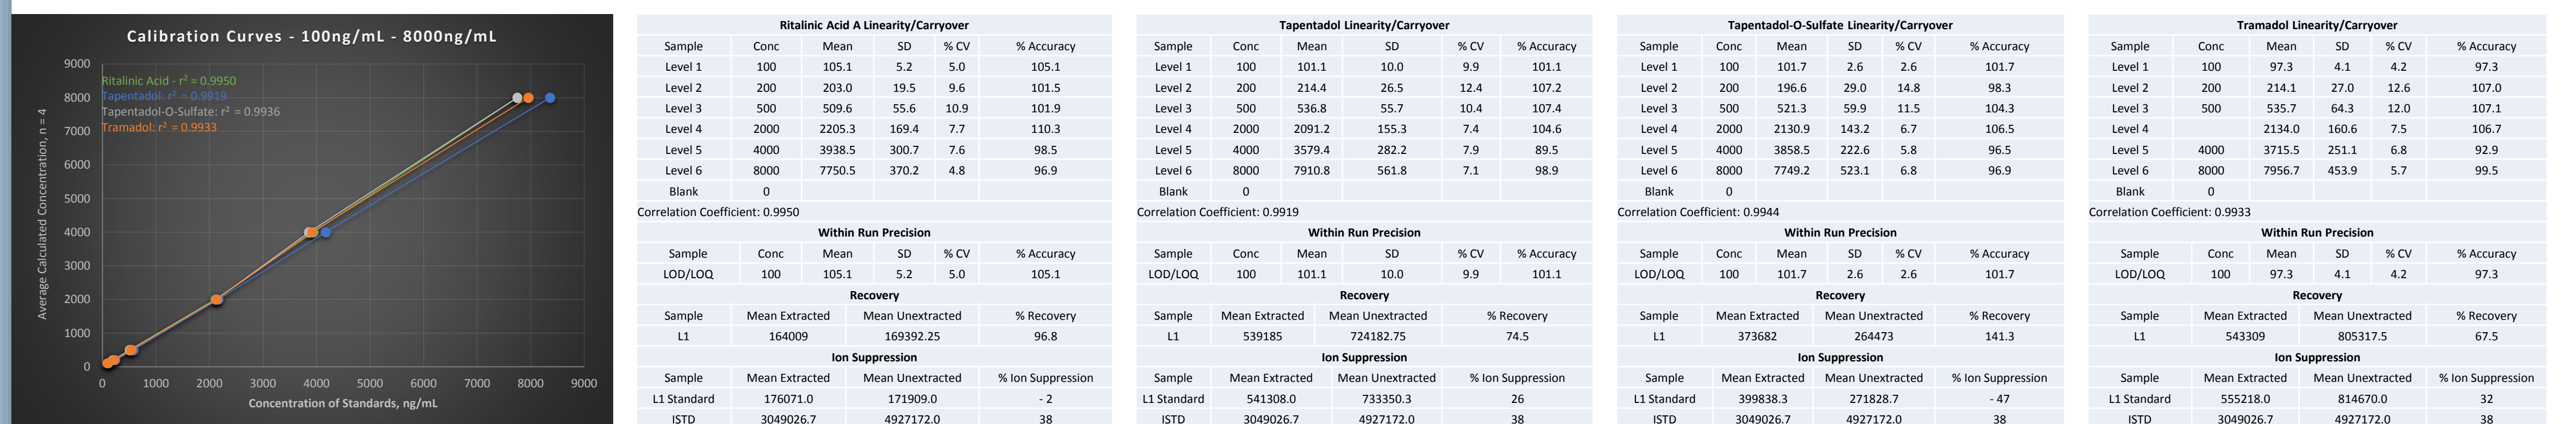 Calibration Curves - 100ng/mL - 8000ng/mL
Ritalinic Acid - r² = 0.9950
Tapentadol: r² = 0.9919
Tapentadol-O-Sulfate: r² = 0.9936
Tramadol: r² = 0.9933
Average Calculated Concentration, n = 4
9000
8000
7000
6000
5000
4000
3000
2000
1000
0
0 1000 2000 3000 4000 5000 6000 7000 8000 9000
Concentration of Standards, ng/mL
Ritalinic Acid A Linearity/Carryover
Sample Conc Mean SD % CV % Accuracy
Level 1 100 105.1 5.2 5.0 105.1
Level 2 200 203.0 19.5 9.6 101.5
Level 3 500 509.6 55.6 10.9 101.9
Level 4 2000 2205.3 169.4 7.7 110.3
Level 5 4000 3938.5 300.7 7.6 98.5
Level 6 8000 7750.5 370.2 4.8 96.9
Blank 0
Correlation Coefficient: 0.9950
Within Run Precision
Sample Conc Mean SD % CV % Accuracy
LOD/LOQ 100 105.1 5.2 5.0 105.1
Recovery
Sample Mean Extracted Mean Unextracted % Recovery
L1 164009 169392.25 96.8
Ion Suppression
Sample Mean Extracted Mean Unextracted % Ion Suppression
L1 Standard 176071.0 171909.0 - 2
ISTD 3049026.7 4927172.0 38
Tapentadol Linearity/Carryover
Sample Conc Mean SD % CV % Accuracy
Level 1 100 101.1 10.0 9.9 101.1
Level 2 200 214.4 26.5 12.4 107.2
Level 3 500 536.8 55.7 10.4 107.4
Level 4 2000 2091.2 155.3 7.4 104.6
Level 5 4000 3579.4 282.2 7.9 89.5
Level 6 8000 7910.8 561.8 7.1 98.9
Blank 0
Correlation Coefficient: 0.9919
Within Run Precision
Sample Conc Mean SD % CV % Accuracy
LOD/LOQ 100 101.1 10.0 9.9 101.1
Recovery
Sample Mean Extracted Mean Unextracted % Recovery
L1 539185 724182.75 74.5
Ion Suppression
Sample Mean Extracted Mean Unextracted % Ion Suppression
L1 Standard 541308.0 733350.3 26
ISTD 3049026.7 4927172.0 38
Tapentadol-O-Sulfate Linearity/Carryover
Sample Conc Mean SD % CV % Accuracy
Level 1 100 101.7 2.6 2.6 101.7
Level 2 200 196.6 29.0 14.8 98.3
Level 3 500 521.3 59.9 11.5 104.3
Level 4 2000 2130.9 143.2 6.7 106.5
Level 5 4000 3858.5 222.6 5.8 96.5
Level 6 8000 7749.2 523.1 6.8 96.9
Blank 0
Correlation Coefficient: 0.9944
Within Run Precision
Sample Conc Mean SD % CV % Accuracy
LOD/LOQ 100 101.7 2.6 2.6 101.7
Recovery
Sample Mean Extracted Mean Unextracted % Recovery
L1 373682 264473 141.3
Ion Suppression
Sample Mean Extracted Mean Unextracted % Ion Suppression
L1 Standard 399838.3 271828.7 - 47
ISTD 3049026.7 4927172.0 38
Tramadol Linearity/Carryover
Sample Conc Mean SD % CV % Accuracy
Level 1 100 97.3 4.1 4.2 97.3
Level 2 200 214.1 27.0 12.6 107.0
Level 3 500 535.7 64.3 12.0 107.1
Level 4 2134.0 160.6 7.5 106.7
Level 5 4000 3715.5 251.1 6.8 92.9
Level 6 8000 7956.7 453.9 5.7 99.5
Blank 0
Correlation Coefficient: 0.9933
Within Run Precision
Sample Conc Mean SD % CV % Accuracy
LOD/LOQ 100 97.3 4.1 4.2 97.3
Recovery
Sample Mean Extracted Mean Unextracted % Recovery
L1 543309 805317.5 67.5
Ion Suppression
Sample Mean Extracted Mean Unextracted % Ion Suppression
L1 Standard 555218.0 814670.0 32
ISTD 3049026.7 4927172.0 38